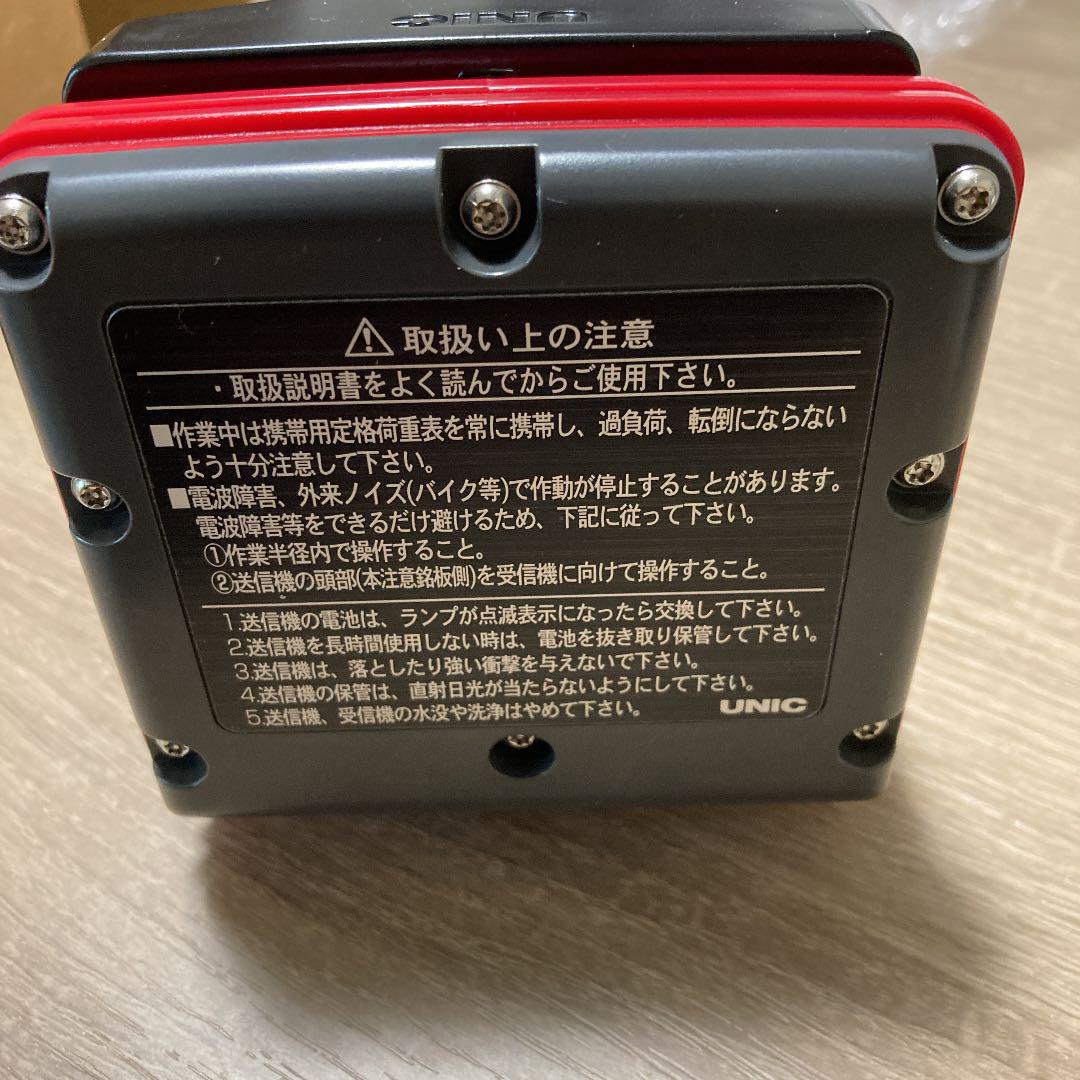 UNIC
⚠取扱い上の注意
・取扱説明書をよく読んでからご使用下さい。
■作業中は携帯用定格荷重表を常に携帯し、過負荷、転倒にならない
よう十分注意して下さい。
■電波障害、外来ノイズ(バイク等)で作動が停止することがあります。
電波障害等をできるだけ避けるため、下記に従って下さい。
①作業半径内で操作すること。
②送信機の頭部(本注意銘板側)を受信機に向けて操作すること。
1.送信機の電池は、ランプが点滅表示になったら交換して下さい。
2.送信機を長時間使用しない時は、電池を抜き取り保管して下さい。
3.送信機は、落としたり強い衝撃を与えないで下さい。
4.送信機の保管は、直射日光が当たらないようにして下さい。
5.送信機、受信機の水没や洗浄はやめて下さい。
UNIC